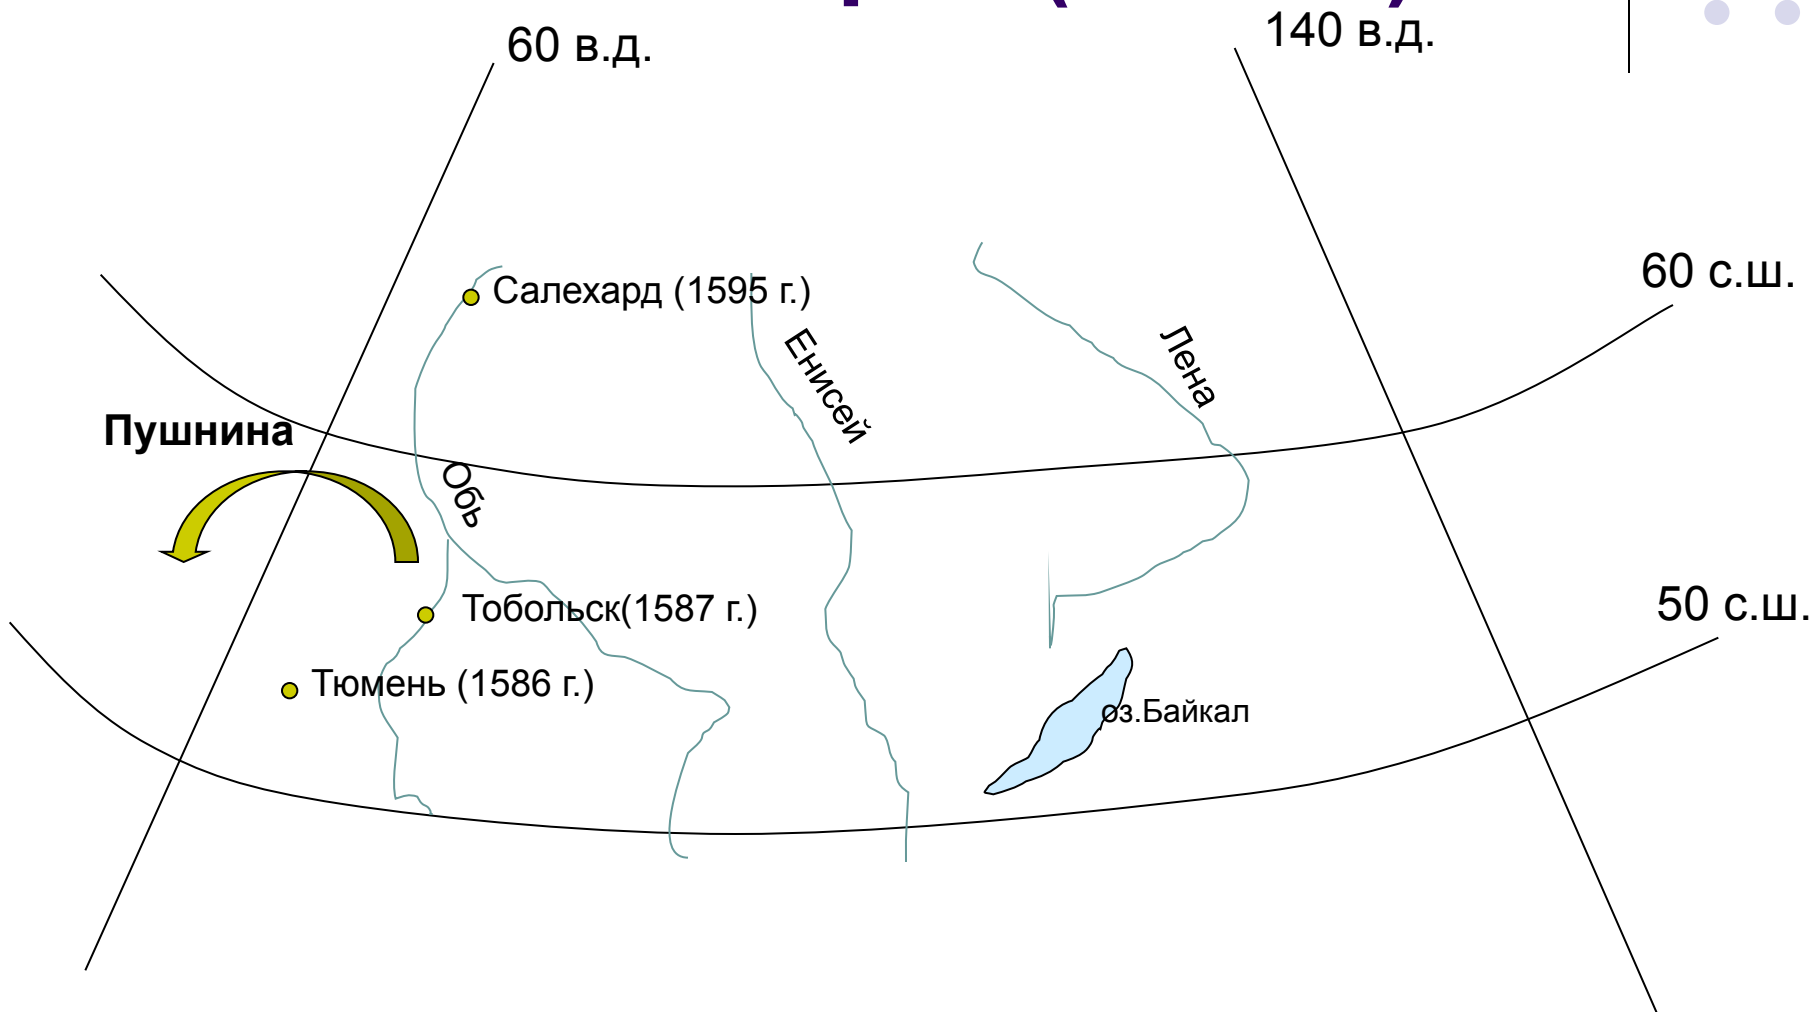 60 в.д.
140 в.д.
60 с.ш.
Салехард (1595 г.)
Енисей
Лена
Пушнина
Обь
50 с.ш.
Тобольск(1587 г.)
Тюмень (1586 г.)
оз.Байкал